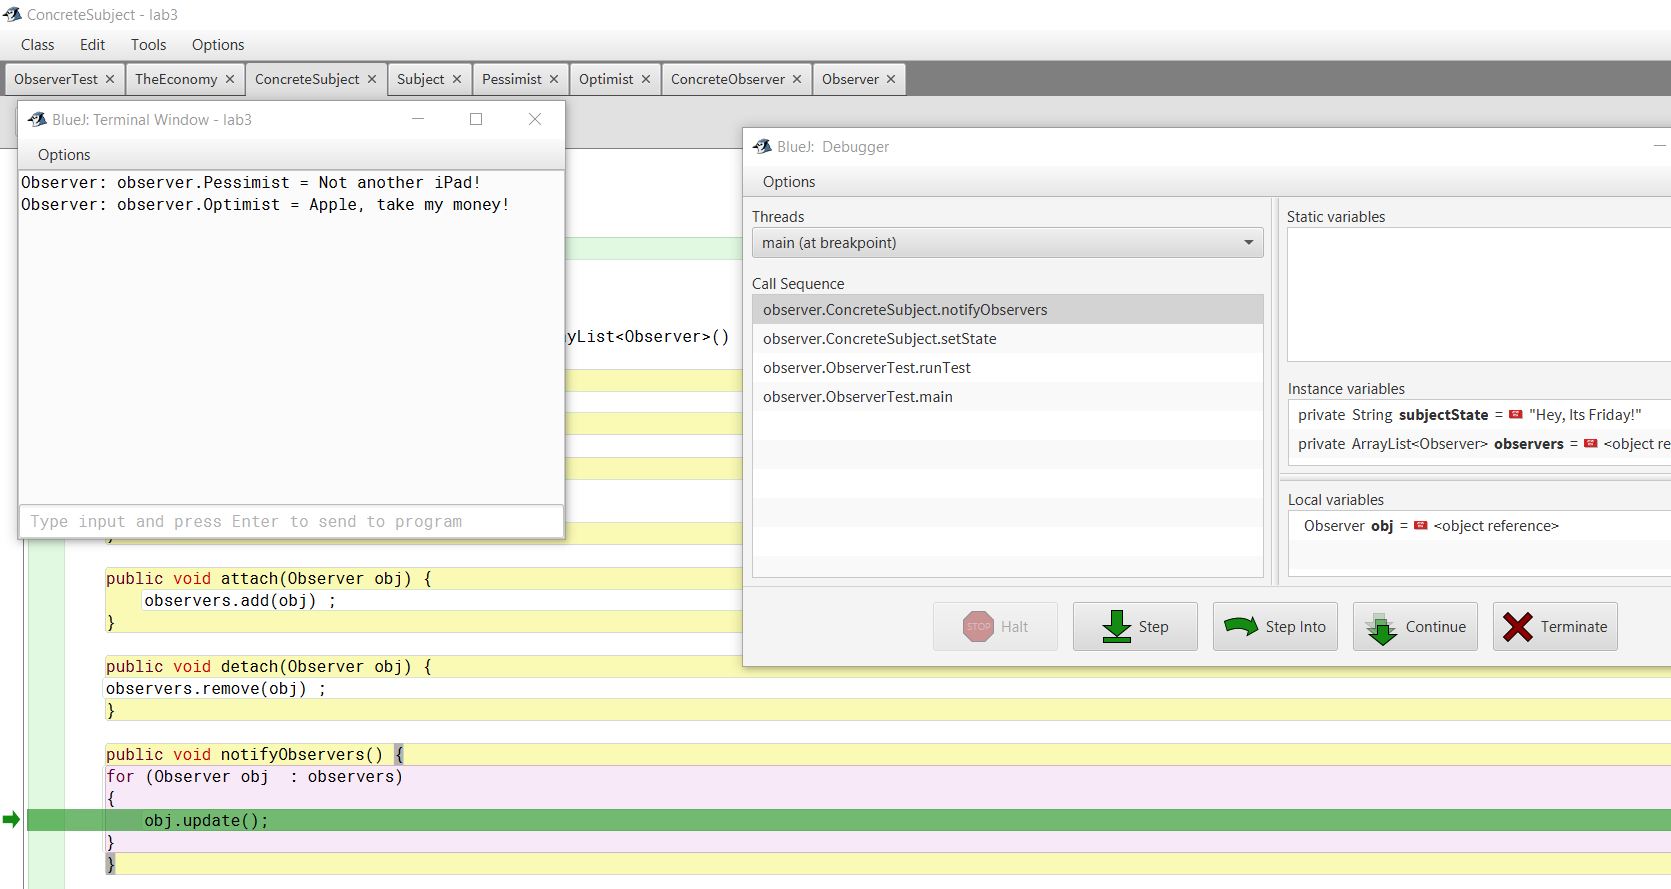 ConcreteSubject - lab3
Class Edit Tools Options
ObserverTest × TheEconomy × ConcreteSubject × Subject × Pessimist × Optimist × ConcreteObserver × Observer ×
BlueJ: Terminal Window - lab3
Options
Observer: observer.Pessimist = Not another iPad!
Observer: observer.Optimist = Apple, take my money!
Type input and press Enter to send to program
BlueJ: Debugger
Options
Threads
main (at breakpoint)
Call Sequence
observer.ConcreteSubject.notifyObservers
observer.ConcreteSubject.setState
observer.ObserverTest.runTest
observer.ObserverTest.main
Static variables
Instance variables
private String subjectState = "Hey, Its Friday!"
private ArrayList<Observer> observers = <object re
Local variables
Observer obj = <object reference>
STOP Halt
Step
Step Into
Continue
Terminate
yList<Observer>()
}
public void attach(Observer obj) {
observers.add(obj) ;
}
public void detach(Observer obj) {
observers.remove(obj) ;
}
public void notifyObservers() {
for (Observer obj : observers)
{
obj.update();
}
}